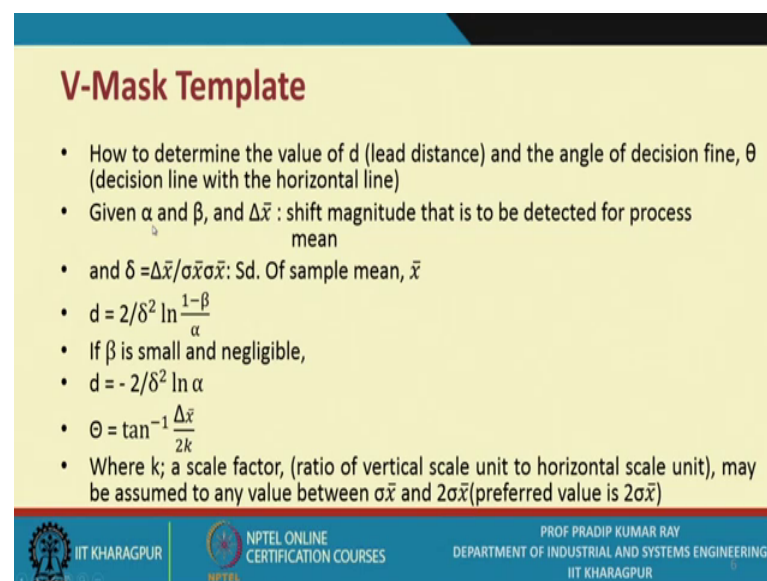 V-Mask Template
• How to determine the value of d (lead distance) and the angle of decision fine, θ
(decision line with the horizontal line)
• Given α and β, and Δx̄ : shift magnitude that is to be detected for process
mean
• and δ =Δx̄/σx̄σx̄: Sd. Of sample mean, x̄
• d = 2/δ² ln (1−β)/α
• If β is small and negligible,
• d = - 2/δ² ln α
• Θ = tan⁻¹ Δx̄/2k
• Where k; a scale factor, (ratio of vertical scale unit to horizontal scale unit), may
be assumed to any value between σx̄ and 2σx̄(preferred value is 2σx̄)
IIT KHARAGPUR
NPTEL ONLINE
CERTIFICATION COURSES
NPTEL
PROF PRADIP KUMAR RAY
DEPARTMENT OF INDUSTRIAL AND SYSTEMS ENGINEERING
IIT KHARAGPUR
6